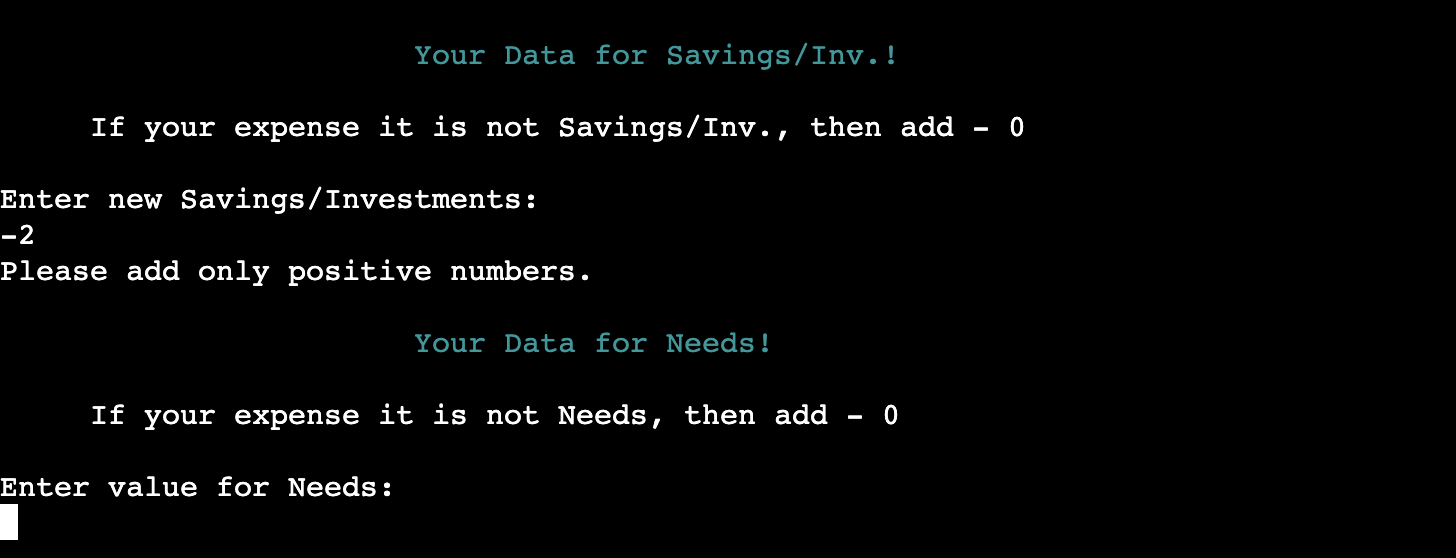 Your Data for Savings/Inv.!
If your expense it is not Savings/Inv., then add - 0
Enter new Savings/Investments:
-2
Please add only positive numbers.
Your Data for Needs!
If your expense it is not Needs, then add - 0
Enter value for Needs: